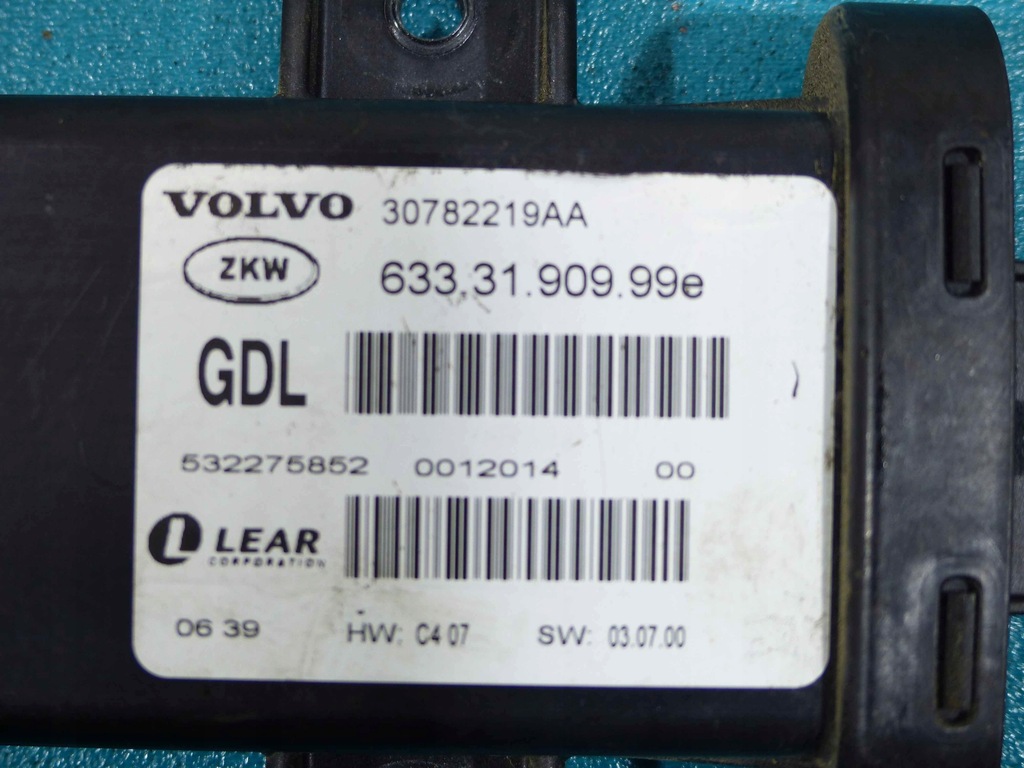 VOLVO 30782219AA
ZKW 633.31.909.99e
GDL
532275852 0012014 00
L LEAR
CORPORATION
06 39 HW: C4 07 SW: 03.07.00